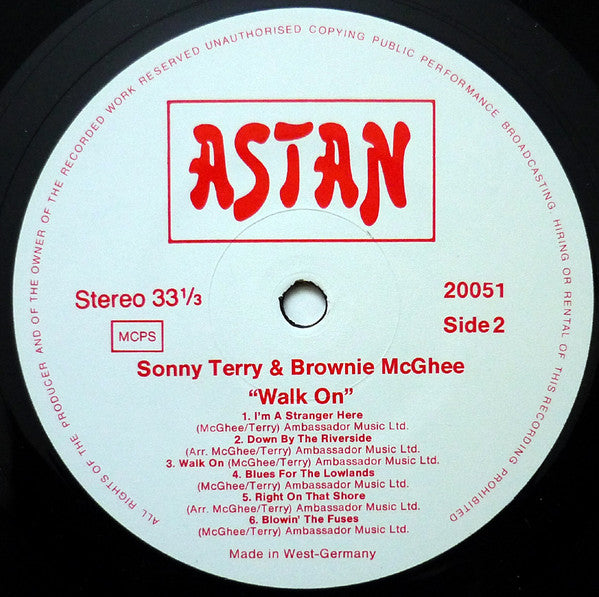 ALL RIGHTS OF THE PRODUCER AND OF THE OWNER OF THE RECORDED WORK RESERVED UNAUTHORISED COPYING PUBLIC PERFORMANCE BROADCASTING, HIRING OR RENTAL OF THIS RECORDING PROHIBITED
ASTAN
Stereo 33 1/3
20051
MCPS
Side 2
Sonny Terry & Brownie McGhee
“Walk On”
1. I'm A Stranger Here
(McGhee/Terry) Ambassador Music Ltd.
2. Down By The Riverside
(Arr. McGhee/Terry) Ambassador Music Ltd.
3. Walk On (McGhee/Terry) Ambassador Music Ltd.
4. Blues For The Lowlands
(McGhee/Terry) Ambassador Music Ltd.
5. Right On That Shore
(Arr. McGhee/Terry) Ambassador Music Ltd.
6. Blowin' The Fuses
(McGhee/Terry) Ambassador Music Ltd.
Made in West-Germany